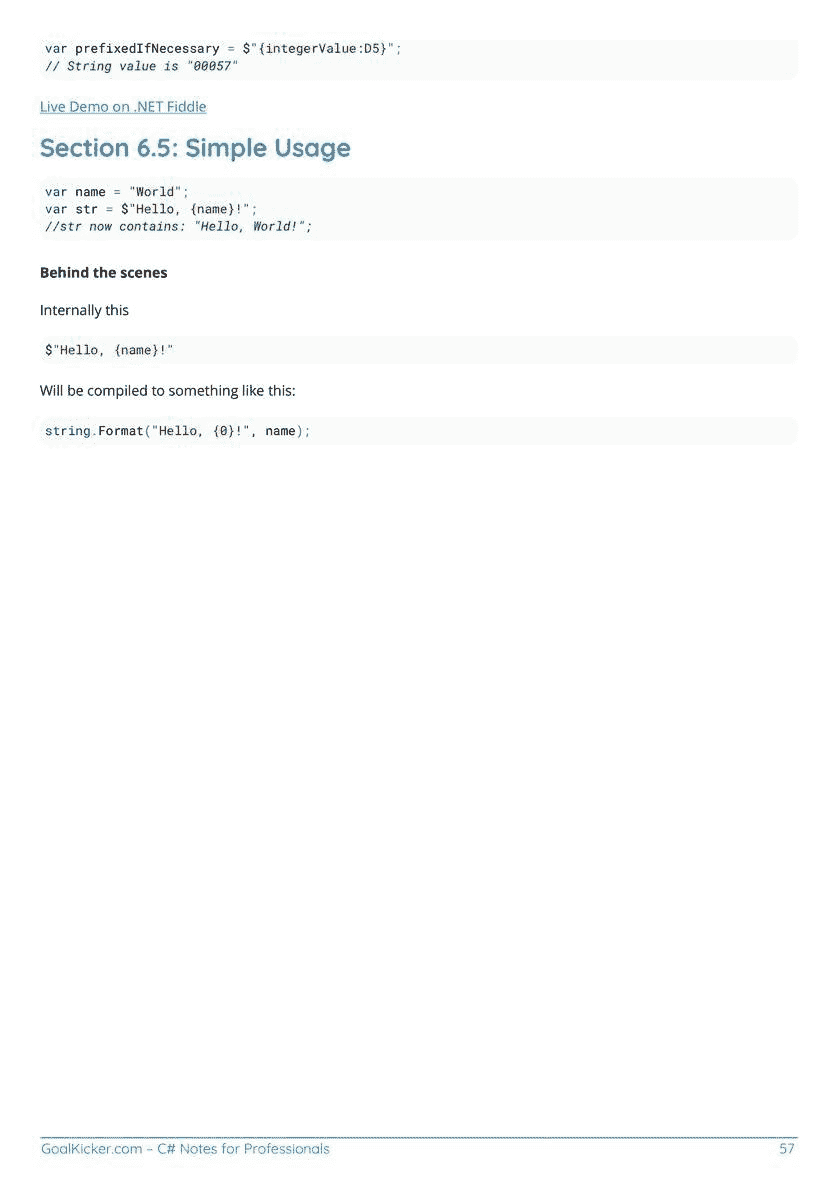 var prefixedIfNecessary = $"{integerValue:D5}";
// String value is "00057"
Live Demo on .NET Fiddle
Section 6.5: Simple Usage
var name = "World";
var str = $"Hello, {name}!";
//str now contains: "Hello, World!";
Behind the scenes
Internally this
$"Hello, {name}!"
Will be compiled to something like this:
string.Format("Hello, {0}!", name);
GoalKicker.com – C# Notes for Professionals 57